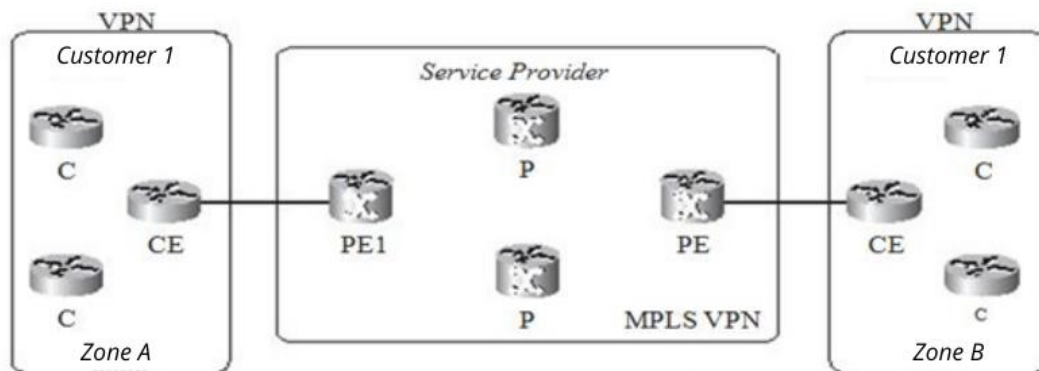 VPN
Customer 1
C
CE
C
Zone A
Service Provider
P
PE1
PE
P
MPLS VPN
VPN
Customer 1
C
CE
c
Zone B